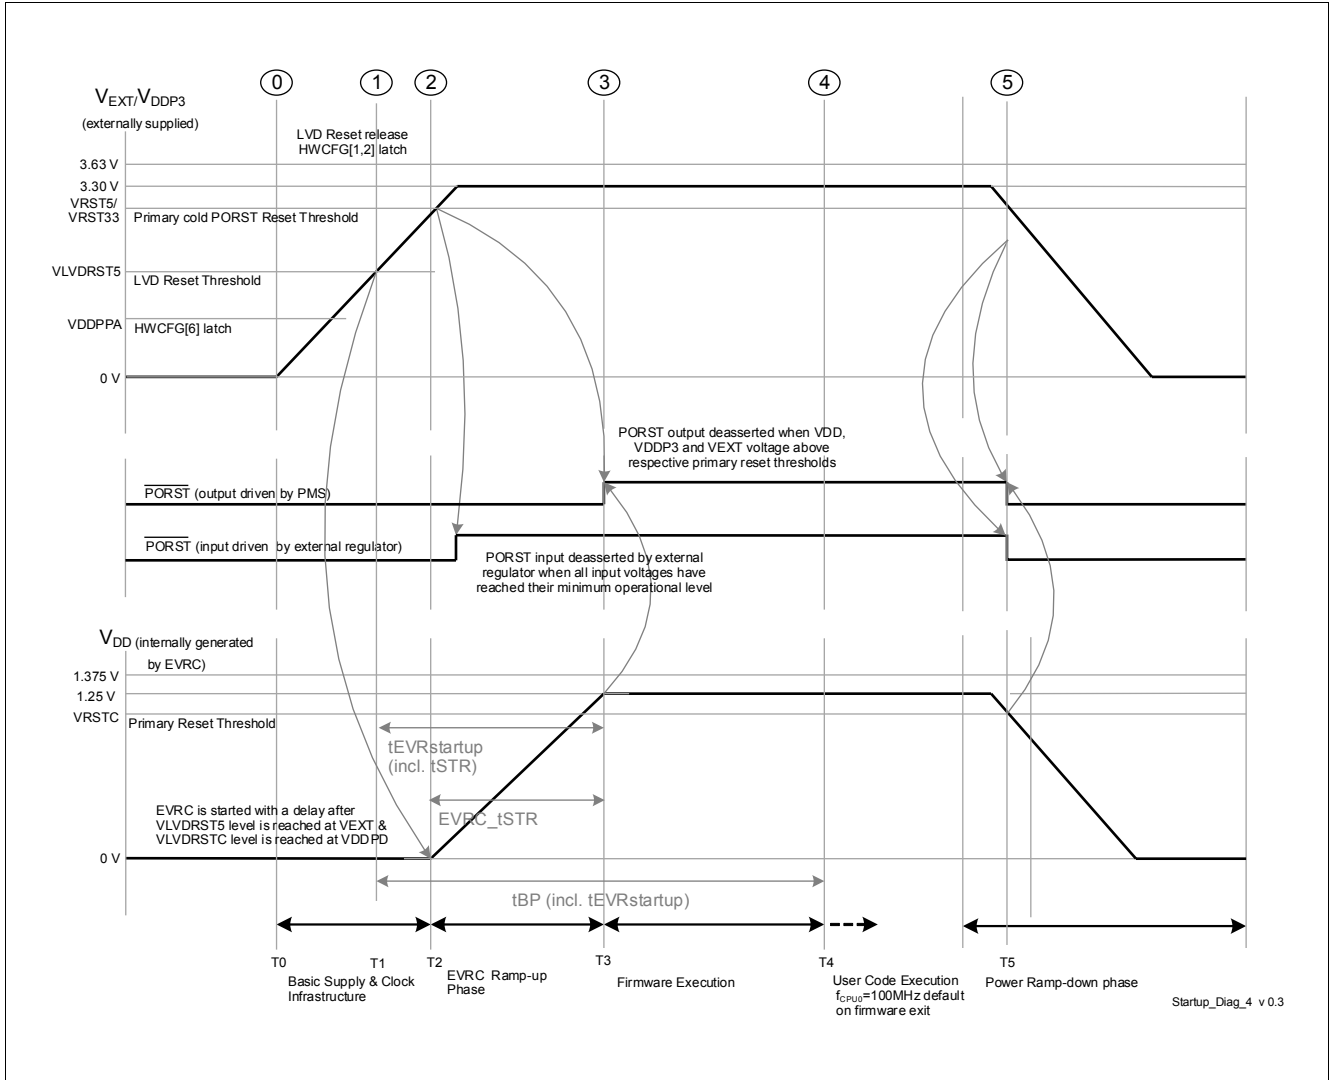 0
1
2
3
4
5
VEXT/VDDP3
(externally supplied)
LVD Reset release
HWCFG[1,2] latch
3.63 V
3.30 V
VRST5/
VRST33
Primary cold PORST Reset Threshold
VLVDRST5
LVD Reset Threshold
VDDPPA
HWCFG[6] latch
0 V
PORST output deasserted when VDD,
VDDP3 and VEXT voltage above
respective primary reset thresholds
PORST (output driven by PMS)
PORST (input driven by external regulator)
PORST input deasserted by external
regulator when all input voltages have
reached their minimum operational level
VDD (internally generated
by EVRC)
1.375 V
1.25 V
VRSTC
Primary Reset Threshold
tEVRstartup
(incl. tSTR)
EVRC_tSTR
EVRC is started with a delay after
VLVDRST5 level is reached at VEXT &
VLVDRSTC level is reached at VDDPD
0 V
tBP (incl. tEVRstartup)
T0
T1
T2
T3
T4
T5
Basic Supply & Clock
Infrastructure
EVRC Ramp-up
Phase
Firmware Execution
User Code Execution
fCPU0=100MHz default
on firmware exit
Power Ramp-down phase
Startup_Diag_4 v 0.3